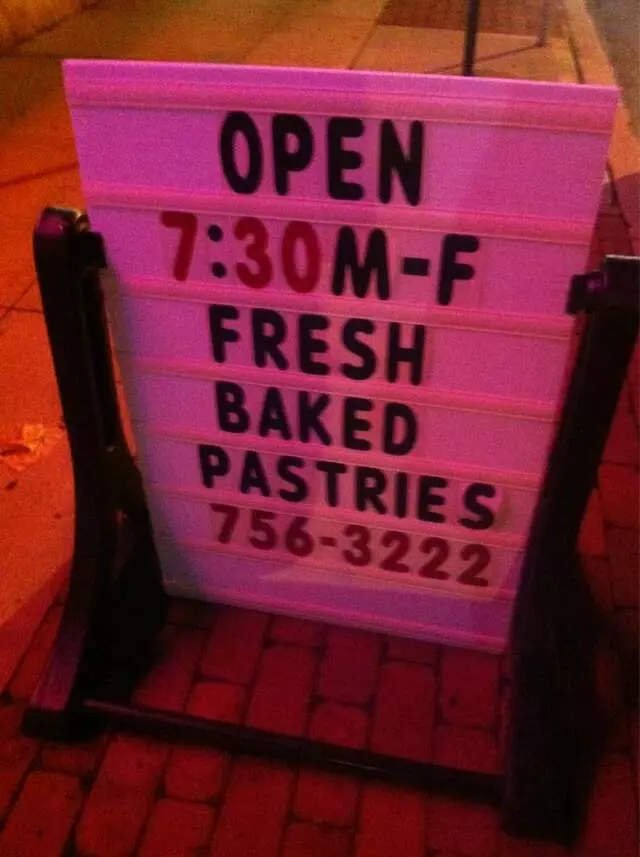 OPEN
7:30M-F
FRESH
BAKED
PASTRIES
756-3222